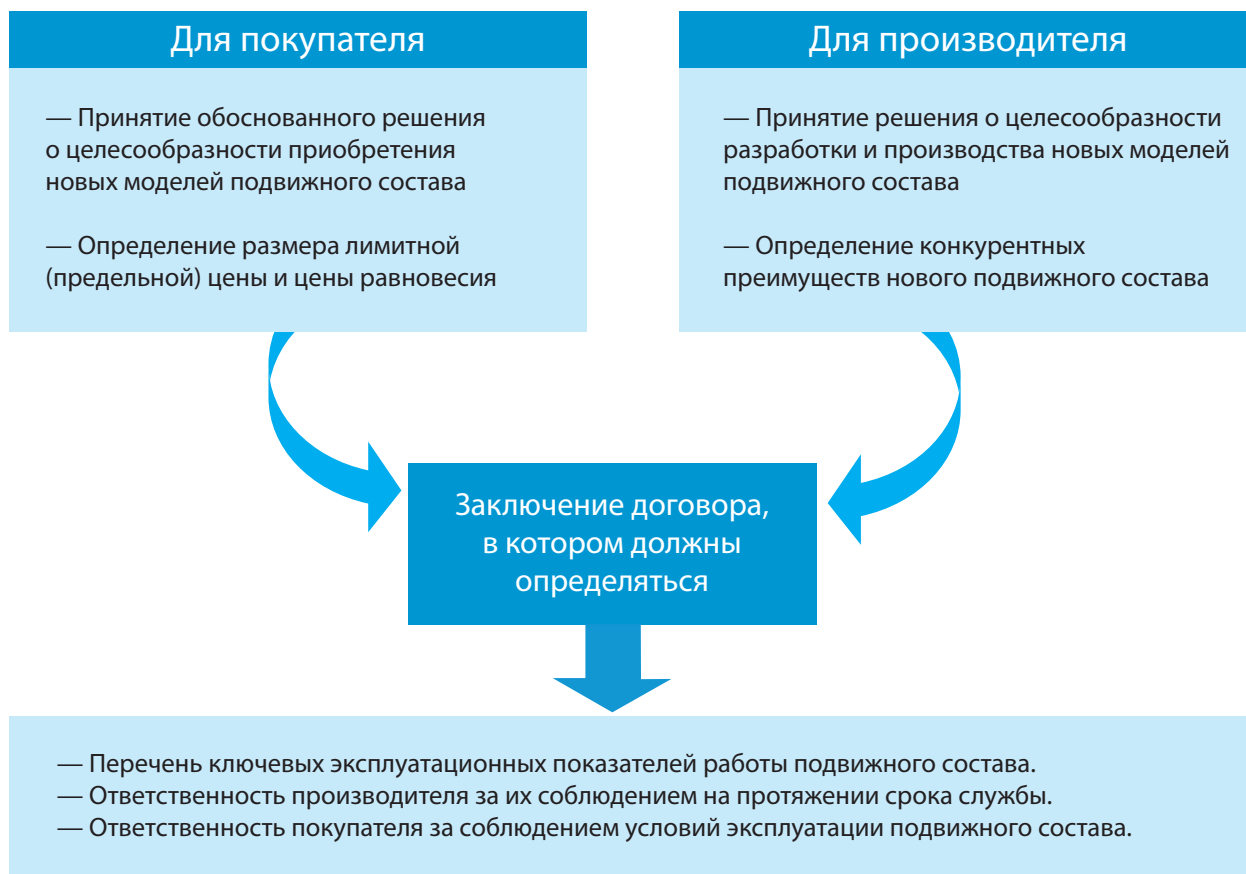 Для покупателя
— Принятие обоснованного решения
о целесообразности приобретения
новых моделей подвижного состава
— Определение размера лимитной
(предельной) цены и цены равновесия
Для производителя
— Принятие решения о целесообразности
разработки и производства новых моделей
подвижного состава
— Определение конкурентных
преимуществ нового подвижного состава
Заключение договора,
в котором должны
определяться
— Перечень ключевых эксплуатационных показателей работы подвижного состава.
— Ответственность производителя за их соблюдением на протяжении срока службы.
— Ответственность покупателя за соблюдением условий эксплуатации подвижного состава.